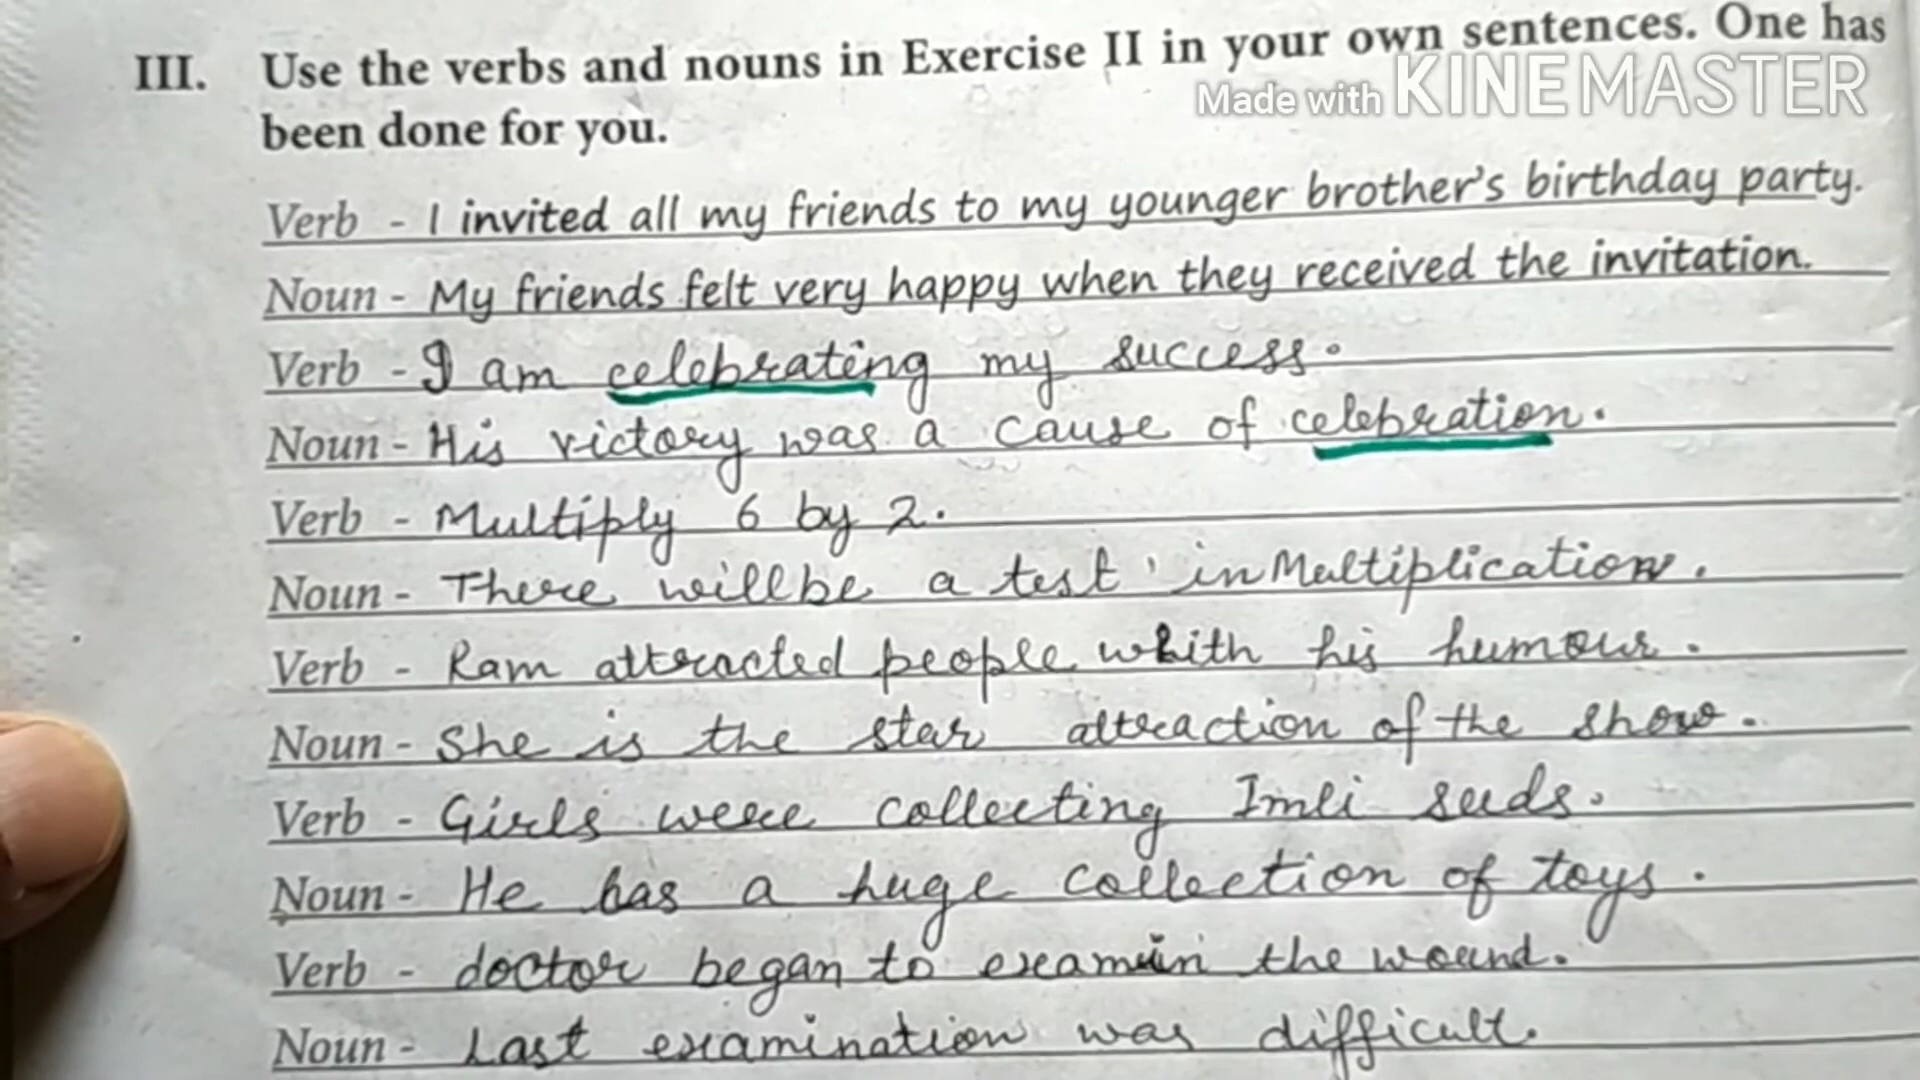 III. Use the verbs and nouns in Exercise II in your own sentences. One has
been done for you.
Made with KINEMASTER
Verb - I invited all my friends to my younger brother's birthday party.
Noun - My friends felt very happy when they received the invitation.
Verb - I am celebrating my success.
Noun - His victory was a cause of celebration.
Verb - Multiply 6 by 2.
Noun - There will be a test in Multiplication.
Verb - Ram attracted people with his humour.
Noun - She is the star attraction of the show.
Verb - Girls were collecting Imli seeds.
Noun - He has a huge collection of toys.
Verb - doctor began to examin the wound.
Noun - Last examination was difficult.